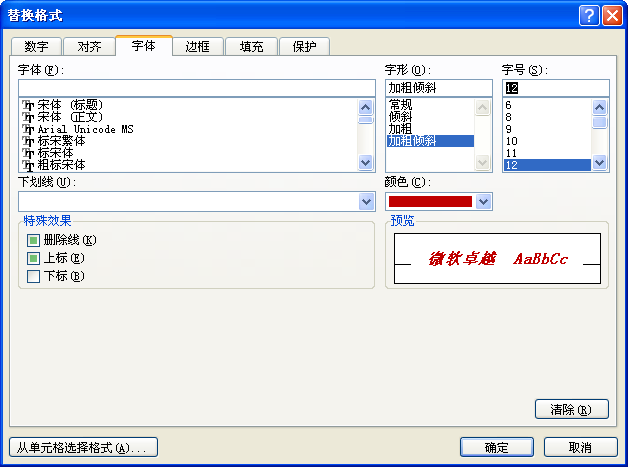 替换格式
数字 对齐 字体 边框 填充 保护
字体(F): 字形(O): 字号(S):
加粗倾斜 12
宋体 (标题) 常规 6
宋体 (正文) 倾斜 8
Arial Unicode MS 加粗 9
标宋繁体 加粗倾斜 10
标宋体 11
粗标宋体 12
下划线(U): 颜色(C):
特殊效果 预览
删除线(K)
上标(E) 微软卓越 AaBbCc
下标(B)
清除(R)
从单元格选择格式(A)... 确定 取消